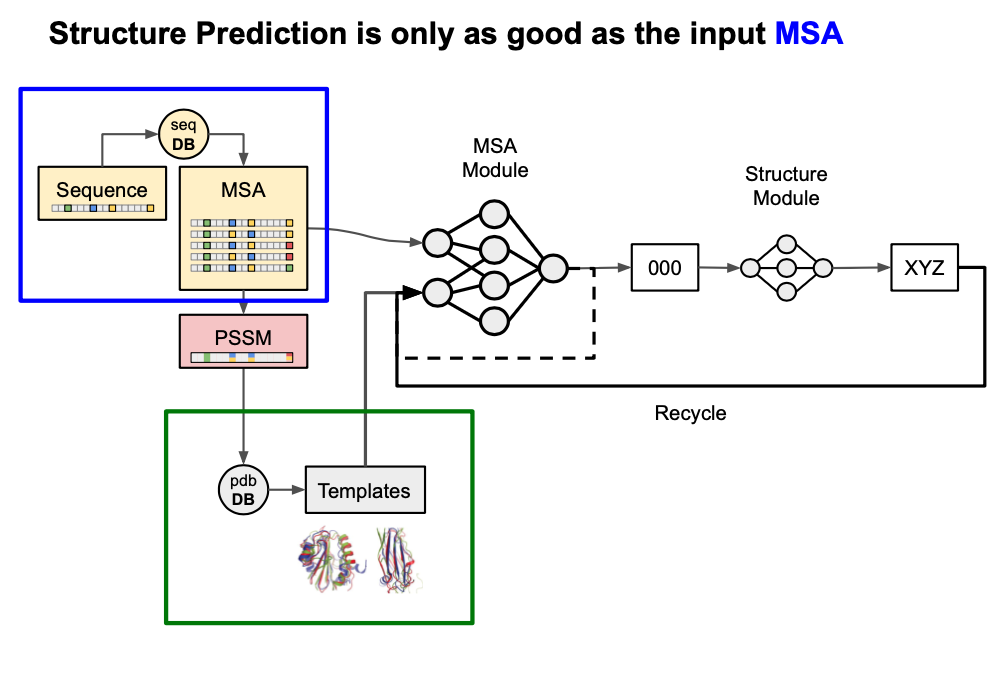 Structure Prediction is only as good as the input MSA
seq
DB
Sequence
MSA
MSA
Module
Structure
Module
000
XYZ
PSSM
Recycle
pdb
DB
Templates